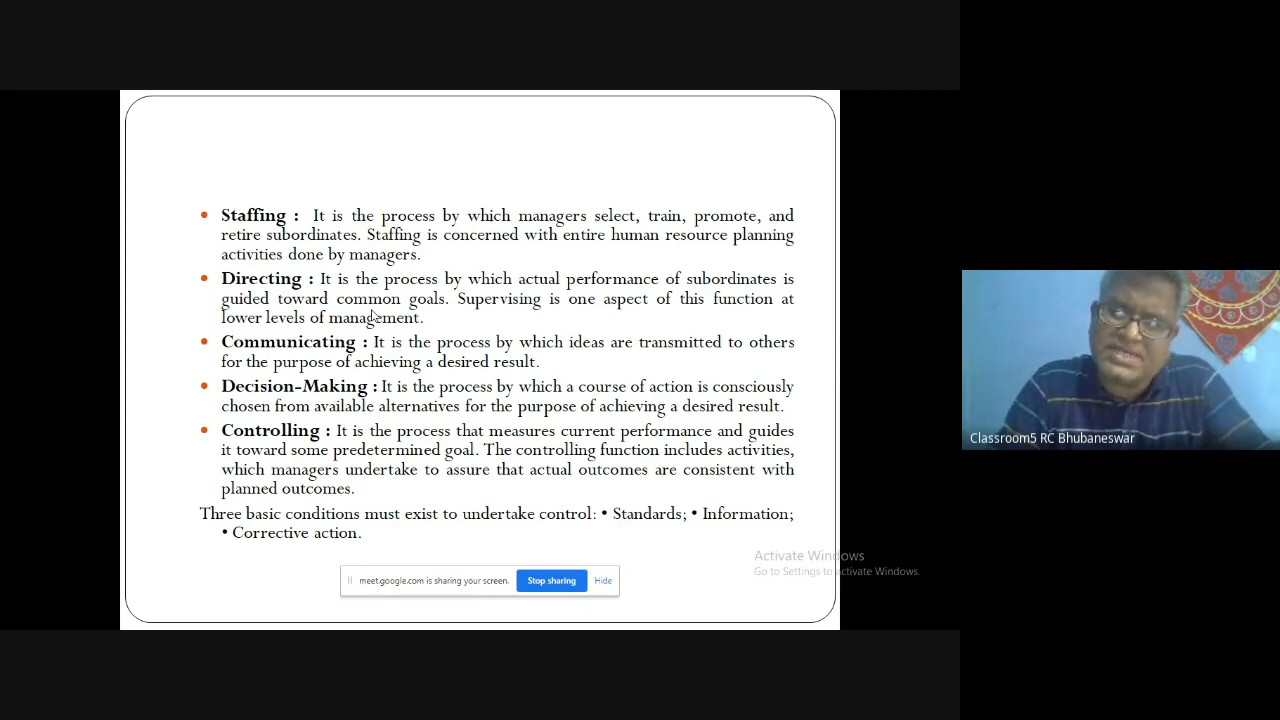 • Staffing : It is the process by which managers select, train, promote, and
retire subordinates. Staffing is concerned with entire human resource planning
activities done by managers.
• Directing : It is the process by which actual performance of subordinates is
guided toward common goals. Supervising is one aspect of this function at
lower levels of management.
• Communicating : It is the process by which ideas are transmitted to others
for the purpose of achieving a desired result.
• Decision-Making : It is the process by which a course of action is consciously
chosen from available alternatives for the purpose of achieving a desired result.
• Controlling : It is the process that measures current performance and guides
it toward some predetermined goal. The controlling function includes activities,
which managers undertake to assure that actual outcomes are consistent with
planned outcomes.
Three basic conditions must exist to undertake control: • Standards; • Information;
• Corrective action.
meet.google.com is sharing your screen. Stop sharing Hide
Activate Windows
Go to Settings to activate Windows.
Classroom5 RC Bhubaneswar